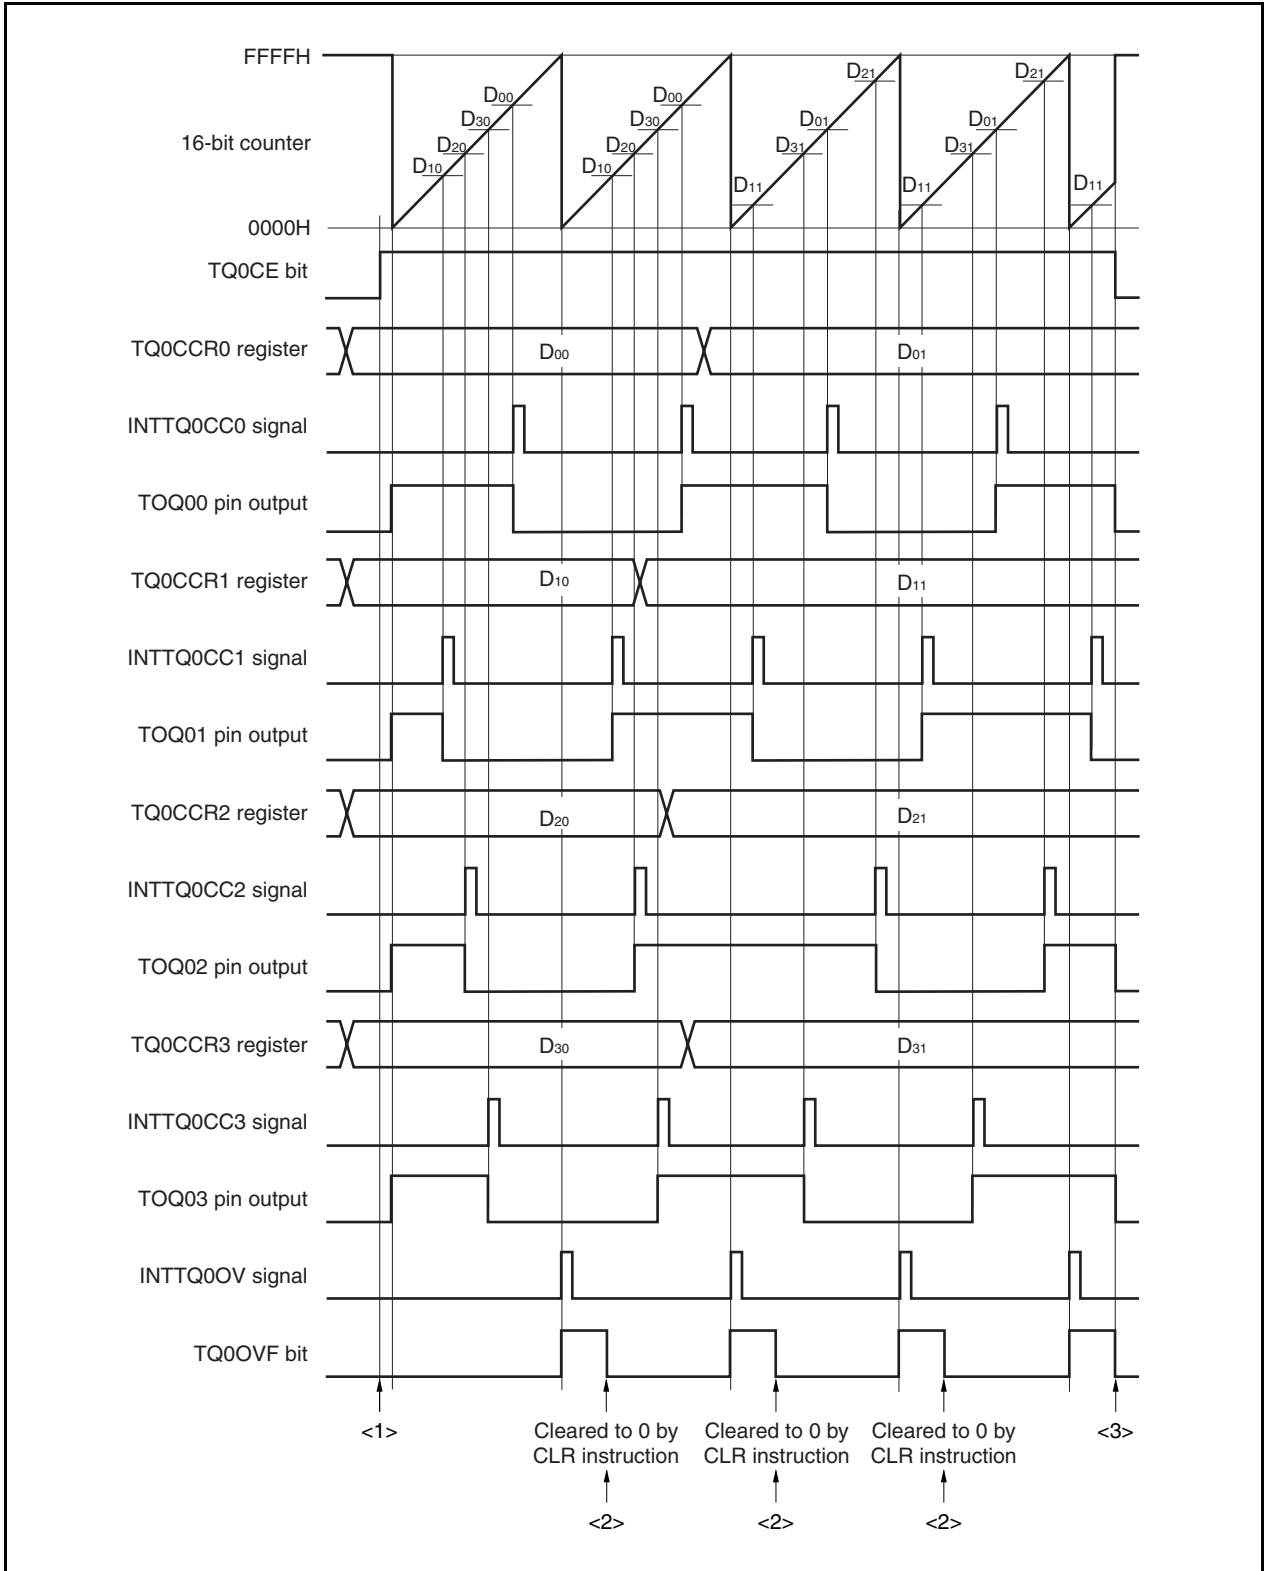 FFFFH
D21 D21
D00 D00
D30 D30 D01 D01
16-bit counter
D20 D20 D31 D31
D10 D10
D11 D11 D11
0000H
TQ0CE bit
TQ0CCR0 register D00 D01
INTTQ0CC0 signal
TOQ00 pin output
TQ0CCR1 register D10 D11
INTTQ0CC1 signal
TOQ01 pin output
TQ0CCR2 register D20 D21
INTTQ0CC2 signal
TOQ02 pin output
TQ0CCR3 register D30 D31
INTTQ0CC3 signal
TOQ03 pin output
INTTQ0OV signal
TQ0OVF bit
<1> Cleared to 0 by Cleared to 0 by Cleared to 0 by <3>
CLR instruction CLR instruction CLR instruction
<2> <2> <2>